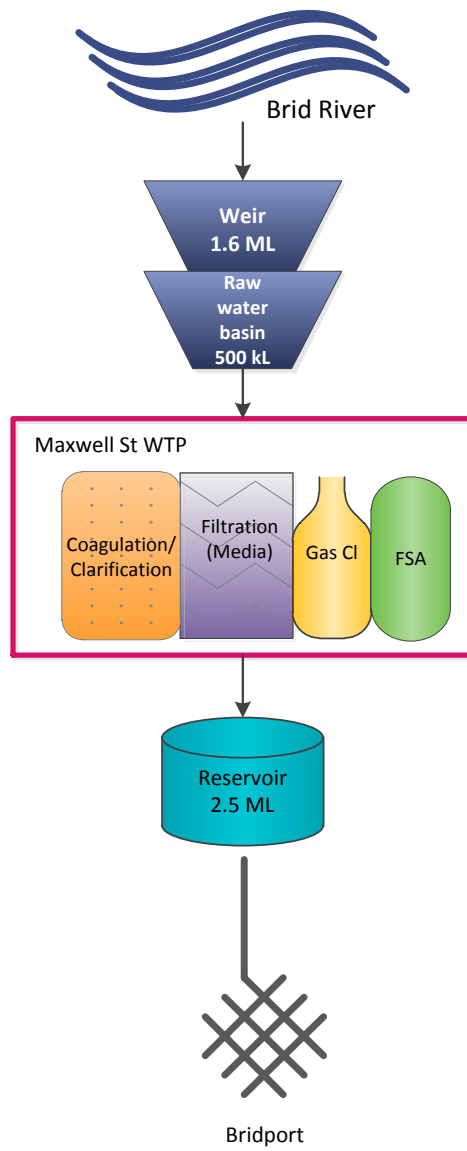 Brid River
Weir
1.6 ML
Raw
water
basin
500 kL
Maxwell St WTP
Coagulation/
Clarification
Filtration
(Media)
Gas Cl
FSA
Reservoir
2.5 ML
Bridport